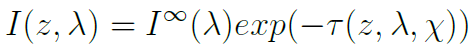 I(z, λ) = I^∞(λ)exp(−τ(z, λ, χ))